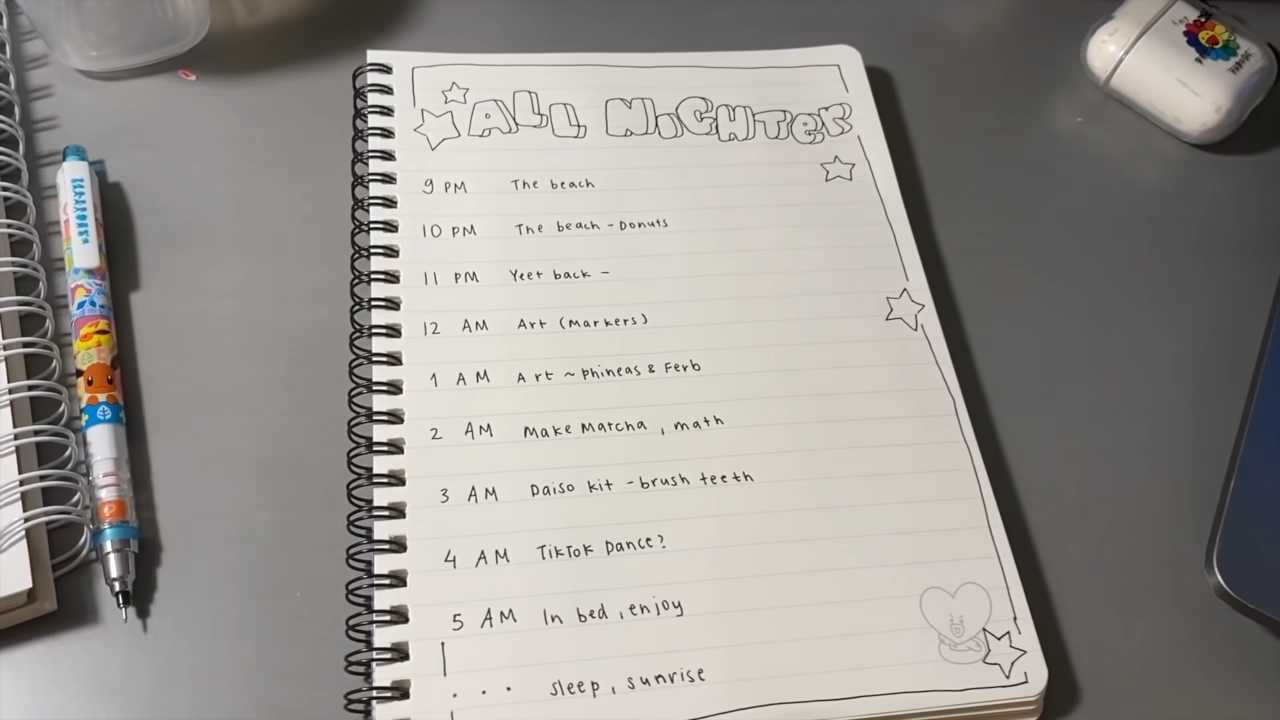 ALL NiGHTer
9 PM The beach
10 PM The beach - Donuts
11 PM Yeet back -
12 AM Art (Markers)
1 AM Art ~ Phineas & Ferb
2 AM Make Matcha , math
3 AM Daiso kit - brush teeth
4 AM TikTok Dance?
5 AM In bed , enjoy
. . . sleep , sunrise